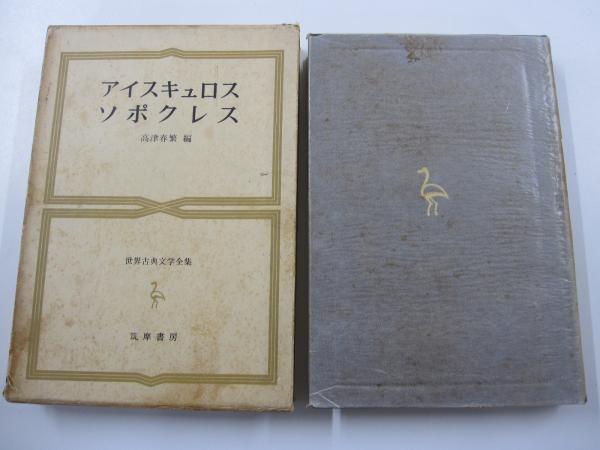 アイスキュロス
ソポクレス
高津春繁 編
世界古典文学全集
筑摩書房